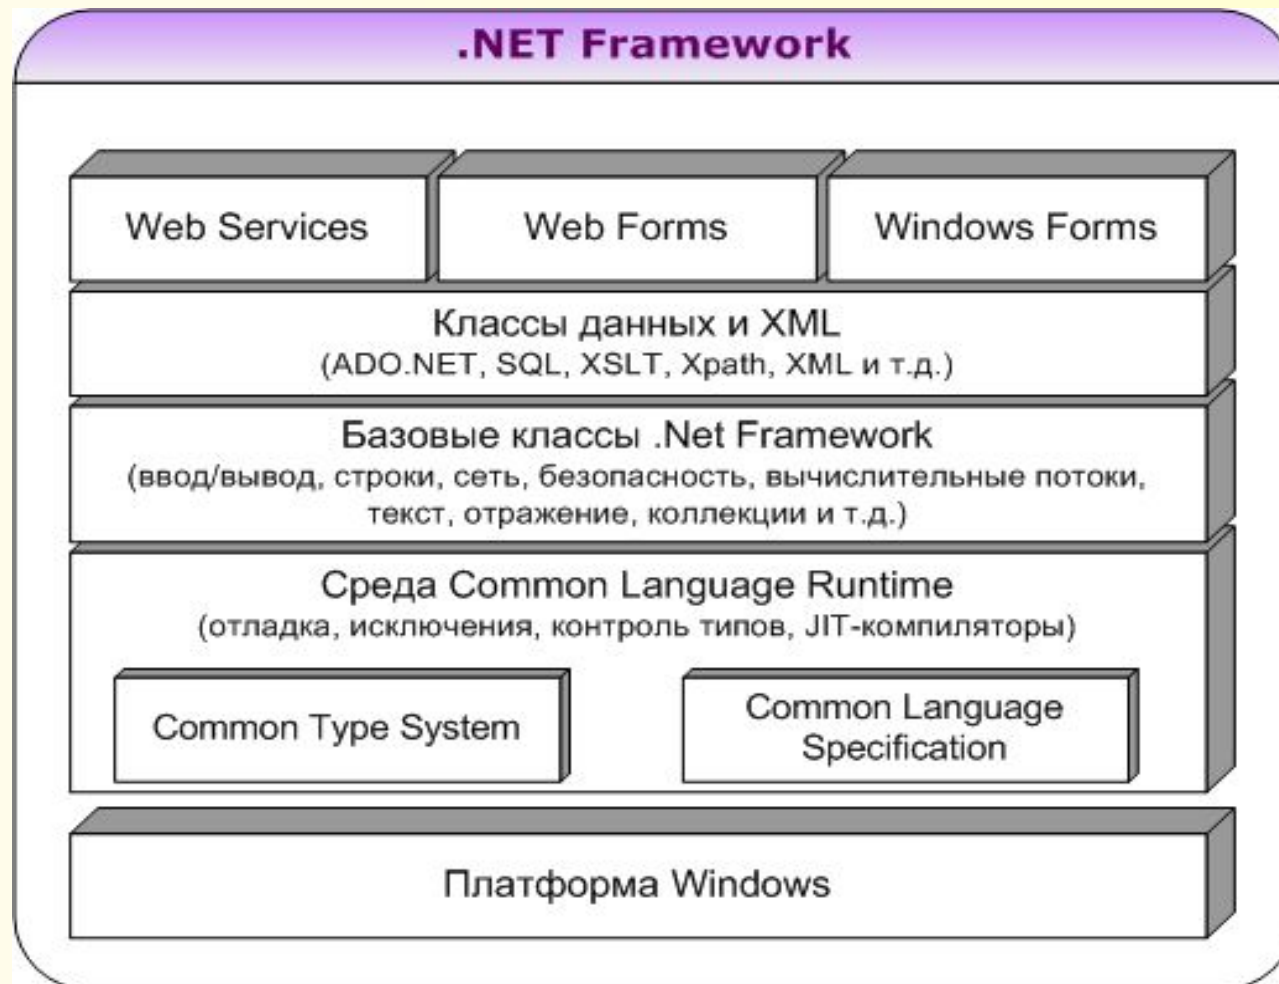 .NET Framework
Web Services
Web Forms
Windows Forms
Классы данных и XML
(ADO.NET, SQL, XSLT, Xpath, XML и т.д.)
Базовые классы .Net Framework
(ввод/вывод, строки, сеть, безопасность, вычислительные потоки,
текст, отражение, коллекции и т.д.)
Среда Common Language Runtime
(отладка, исключения, контроль типов, JIT-компиляторы)
Common Type System
Common Language
Specification
Платформа Windows